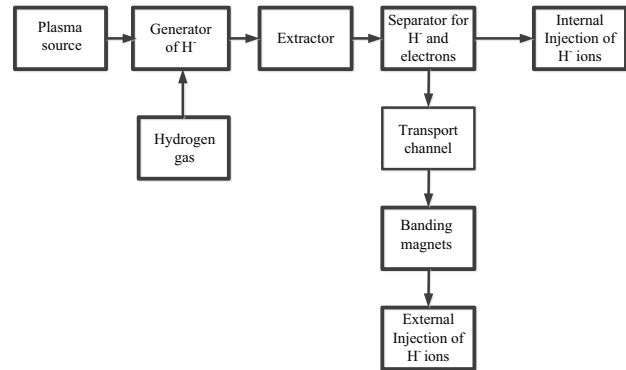 Plasma
source
Generator
of H⁻
Extractor
Separator for
H⁻ and
electrons
Internal
Injection of
H⁻ ions
Hydrogen
gas
Transport
channel
Banding
magnets
External
Injection of
H⁻ ions